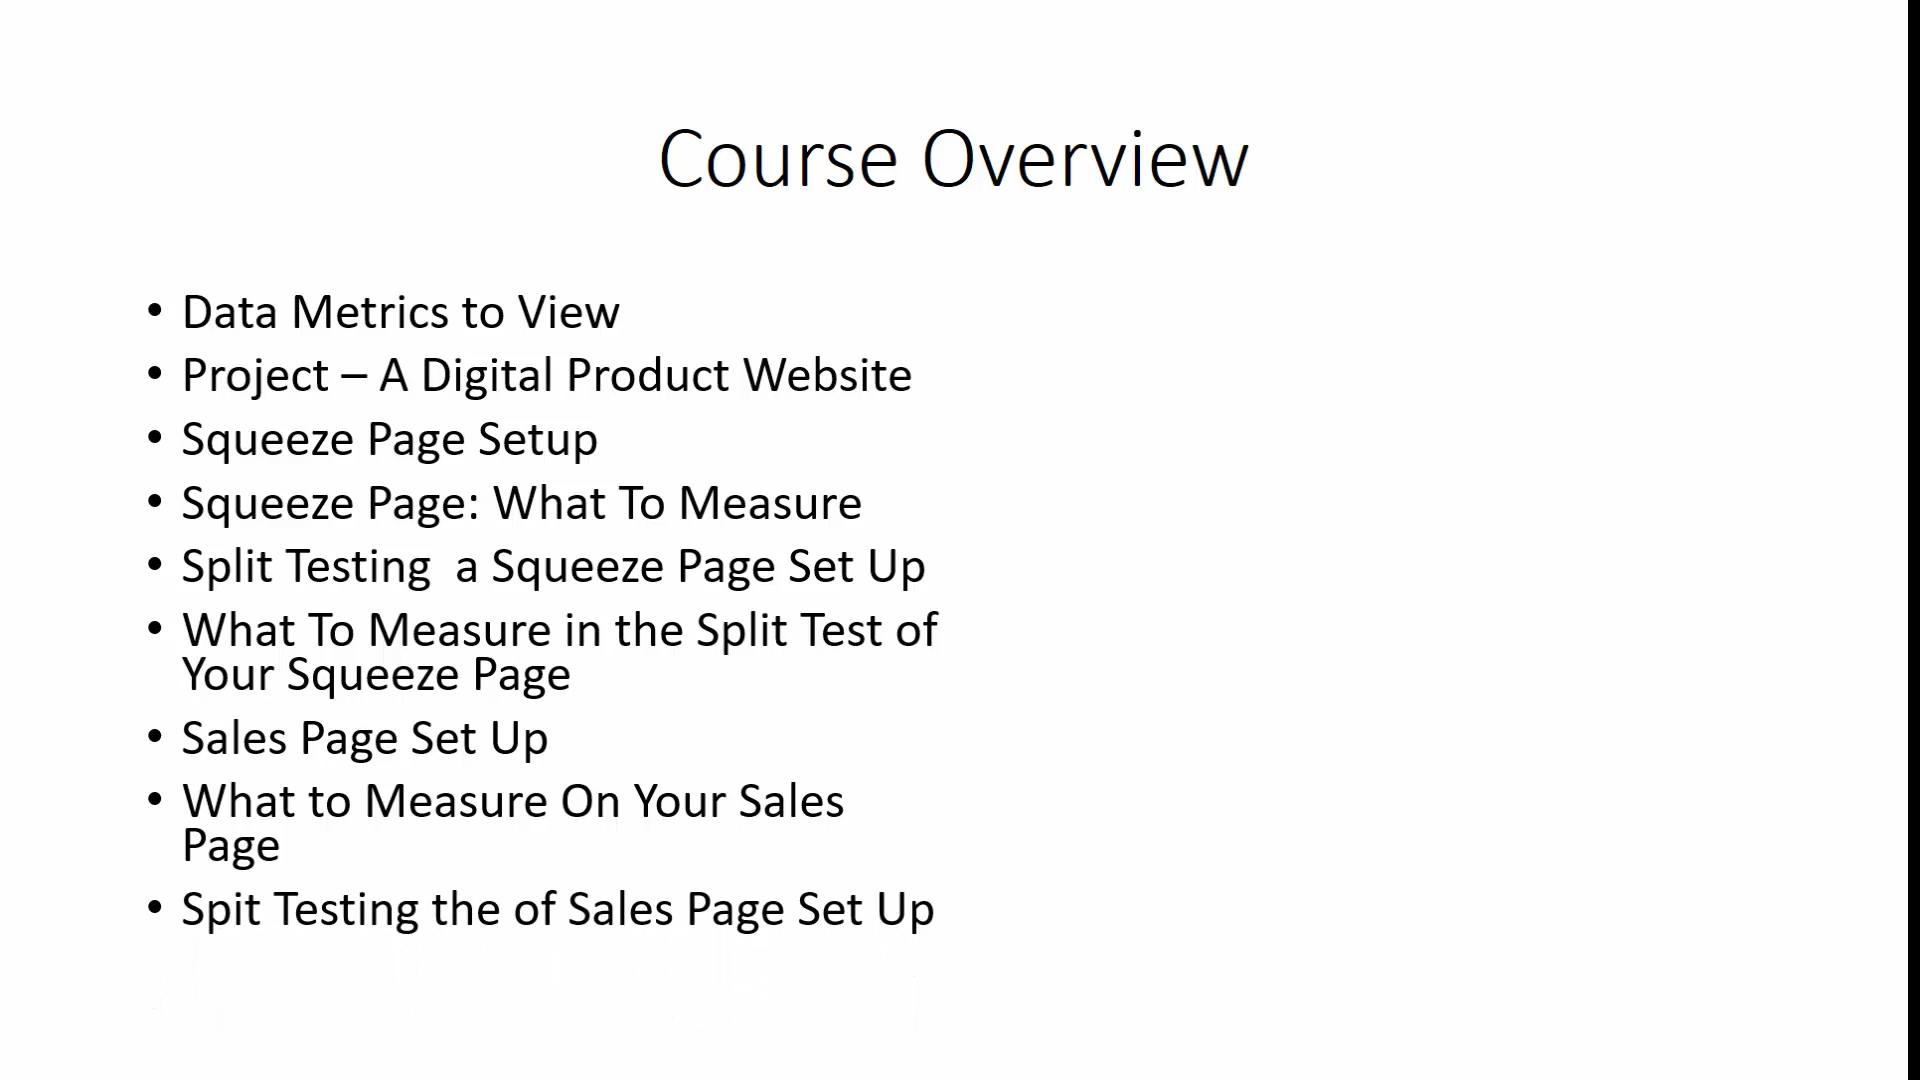 Course Overview
• Data Metrics to View
• Project – A Digital Product Website
• Squeeze Page Setup
• Squeeze Page: What To Measure
• Split Testing  a Squeeze Page Set Up
• What To Measure in the Split Test of
Your Squeeze Page
• Sales Page Set Up
• What to Measure On Your Sales
Page
• Spit Testing the of Sales Page Set Up